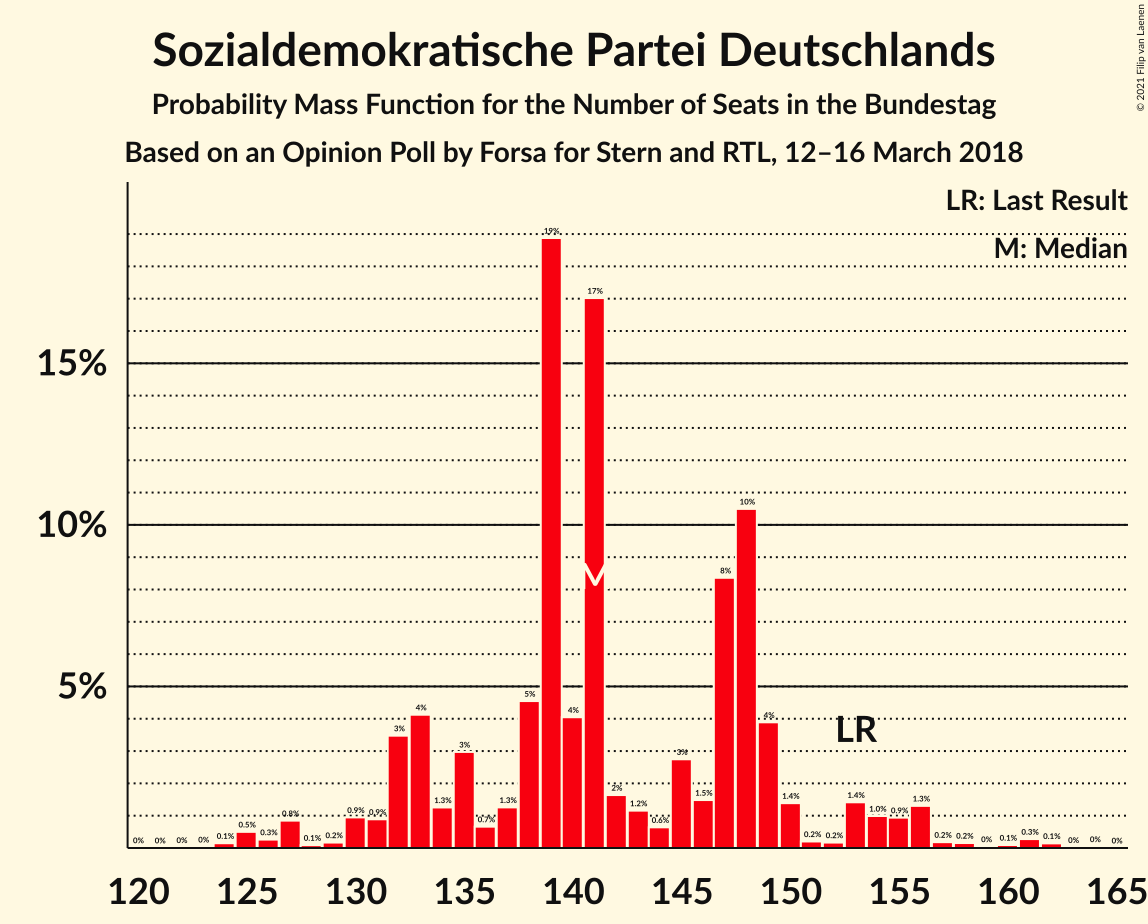 Sozialdemokratische Partei Deutschlands
Probability Mass Function for the Number of Seats in the Bundestag
Based on an Opinion Poll by Forsa for Stern and RTL, 12–16 March 2018
© 2021 Filip van Laenen
LR: Last Result
M: Median
15%
10%
5%
0% 0% 0% 0% 0.1% 0.5% 0.3% 0.8% 0.1% 0.2% 0.9% 0.9% 3% 4% 1.3% 3% 0.7% 1.3% 5% 19% 4% 17% 2% 1.2% 0.6% 3% 1.5% 8% 10% 4% 1.4% 0.2% 0.2% 1.4% 1.0% 0.9% 1.3% 0.2% 0.2% 0% 0.1% 0.3% 0.1% 0% 0% 0%
M
LR
120 125 130 135 140 145 150 155 160 165